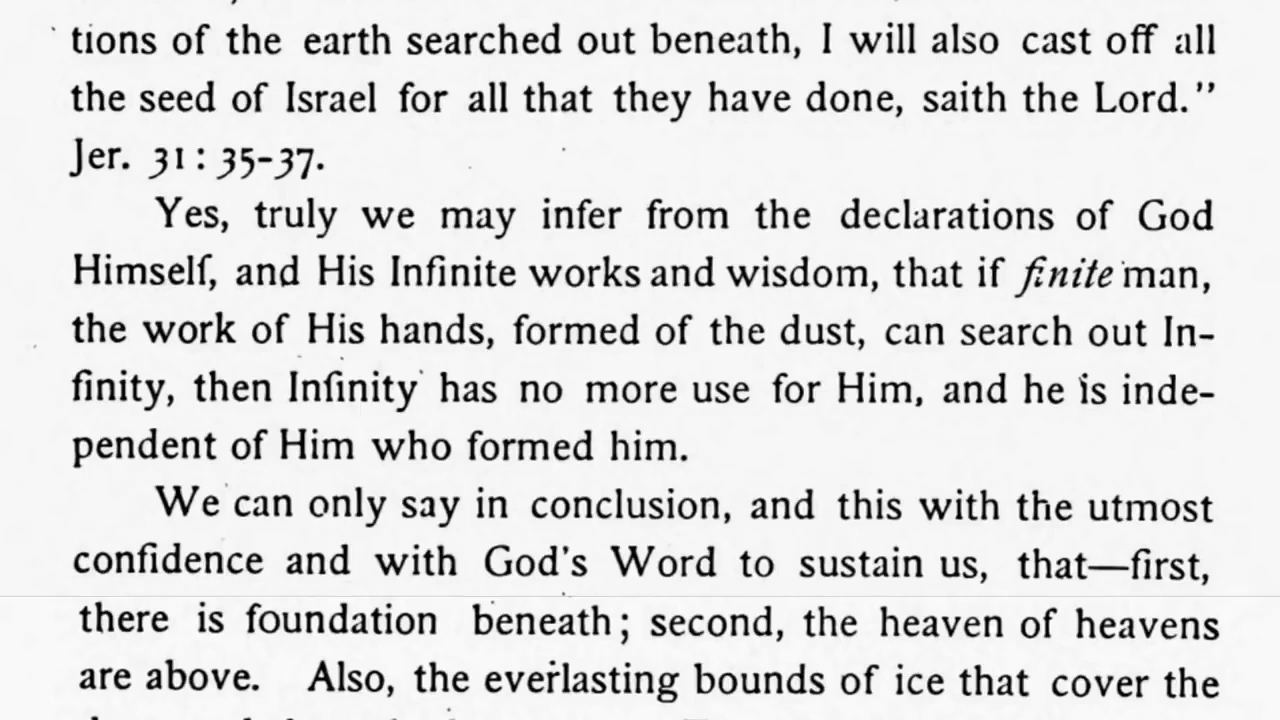 tions of the earth searched out beneath, I will also cast off all
the seed of Israel for all that they have done, saith the Lord."
Jer. 31 : 35-37.
Yes, truly we may infer from the declarations of God
Himself, and His Infinite works and wisdom, that if finite man,
the work of His hands, formed of the dust, can search out In-
finity, then Infinity has no more use for Him, and he is inde-
pendent of Him who formed him.
We can only say in conclusion, and this with the utmost
confidence and with God's Word to sustain us, that—first,
there is foundation beneath; second, the heaven of heavens
are above. Also, the everlasting bounds of ice that cover the